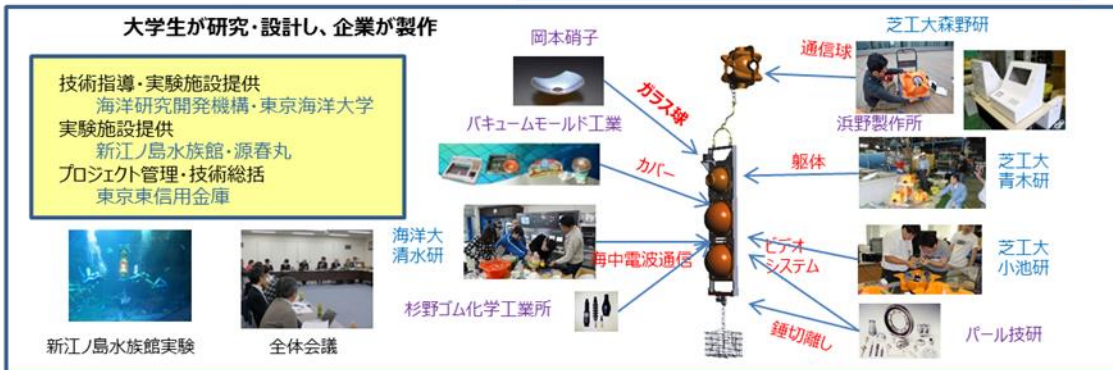 大学生が研究・設計し、企業が製作
技術指導・実験施設提供
海洋研究開発機構・東京海洋大学
実験施設提供
新江ノ島水族館・源春丸
プロジェクト管理・技術総括
東京東信用金庫
新江ノ島水族館実験
全体会議
岡本硝子
ガラス球
バキュームモールド工業
カバー
海洋大
清水研
海中電波通信
杉野ゴム化学工業所
芝工大森野研
通信球
浜野製作所
躯体
芝工大
青木研
ビデオ
システム
芝工大
小池研
錘切離し
パール技研